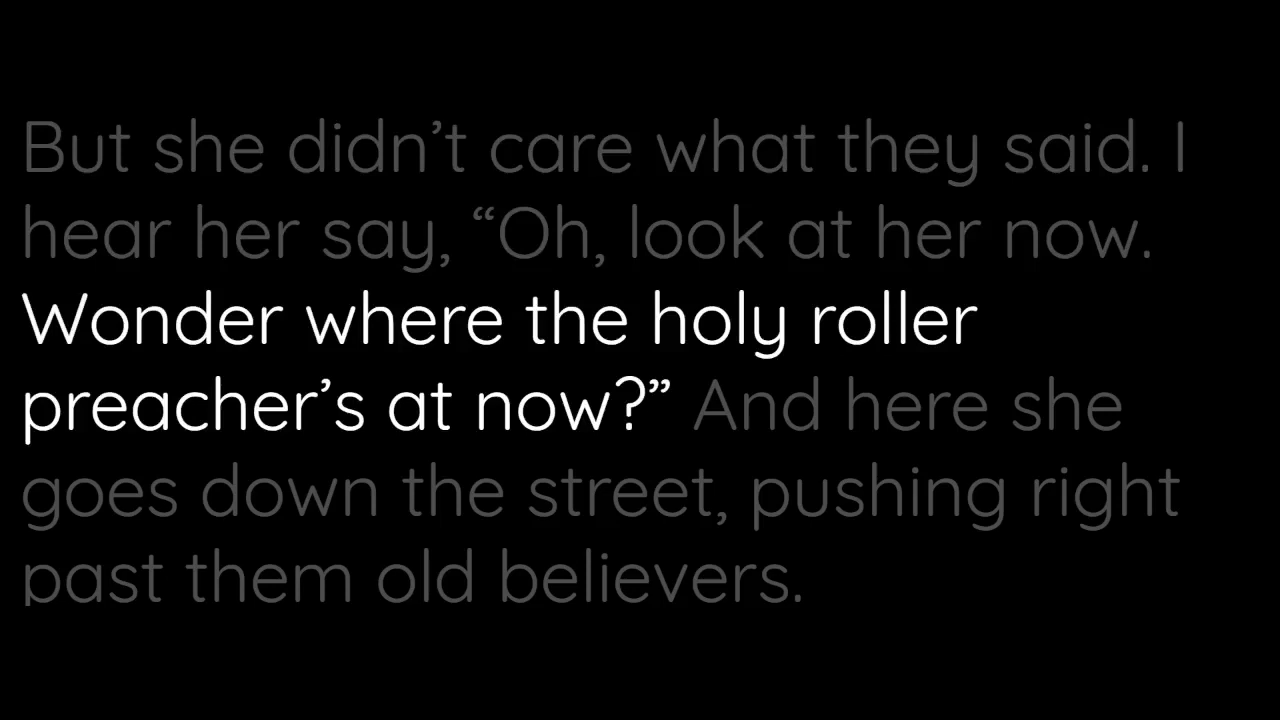 But she didn’t care what they said. I
hear her say, “Oh, look at her now.
Wonder where the holy roller
preacher’s at now?” And here she
goes down the street, pushing right
past them old believers.